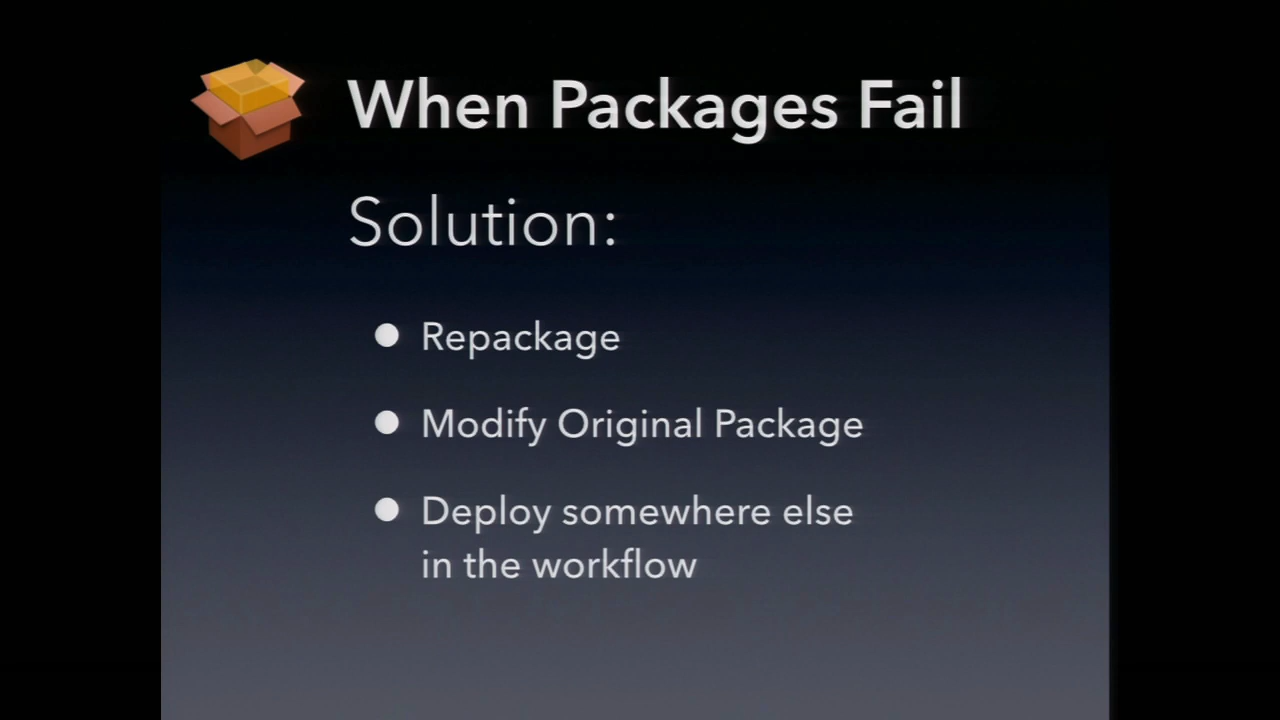 When Packages Fail
Solution:
Repackage
Modify Original Package
Deploy somewhere else
in the workflow